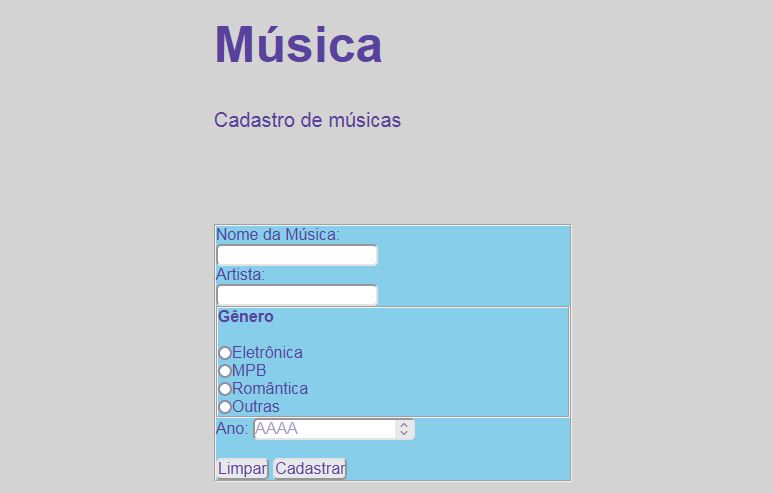 Música
Cadastro de músicas
Nome da Música:
Artista:
Gênero
Eletrônica
MPB
Romântica
Outras
Ano: AAAA
Limpar Cadastrar